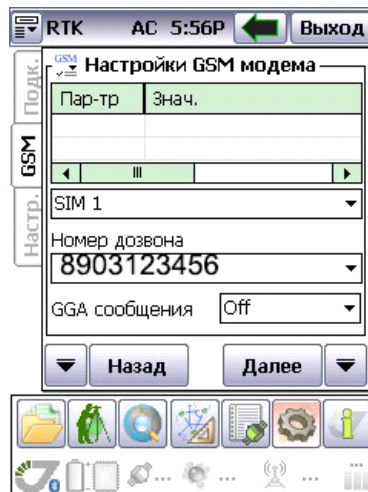 RTK AC 5:56P Выход
Подк.
GSM
Настр.
GSM Настройки GSM модема
Пар-тр Знач.
SIM 1
Номер дозвона
8903123456
GGA сообщения Off
Назад Далее
... ... ...